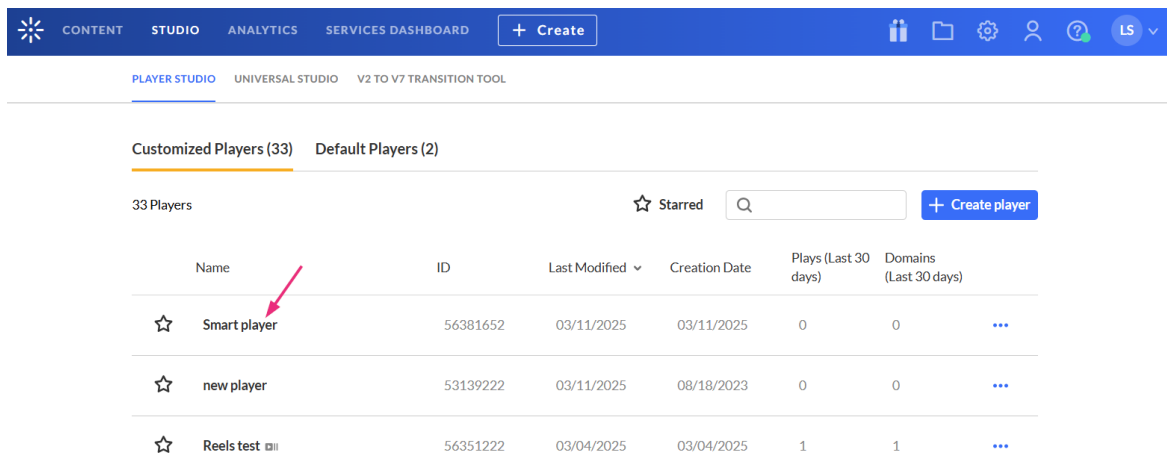 CONTENT STUDIO ANALYTICS SERVICES DASHBOARD + Create LS
PLAYER STUDIO UNIVERSAL STUDIO V2 TO V7 TRANSITION TOOL
Customized Players (33) Default Players (2)
33 Players Starred + Create player
Name ID Last Modified Creation Date Plays (Last 30 days) Domains (Last 30 days)
Smart player 56381652 03/11/2025 03/11/2025 0 0
new player 53139222 03/11/2025 08/18/2023 0 0
Reels test 56351222 03/04/2025 03/04/2025 1 1